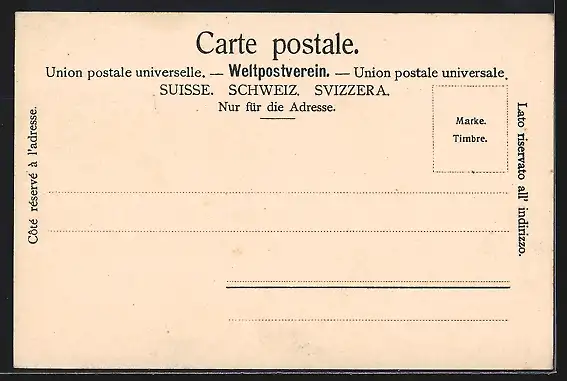 Carte postale.
Union postale universelle. — Weltpostverein. — Union postale universale.
SUISSE. SCHWEIZ. SVIZZERA.
Nur für die Adresse.
Marke.
Timbre.
Côté réservé à l'adresse.
Lato riservato all' indirizzo.